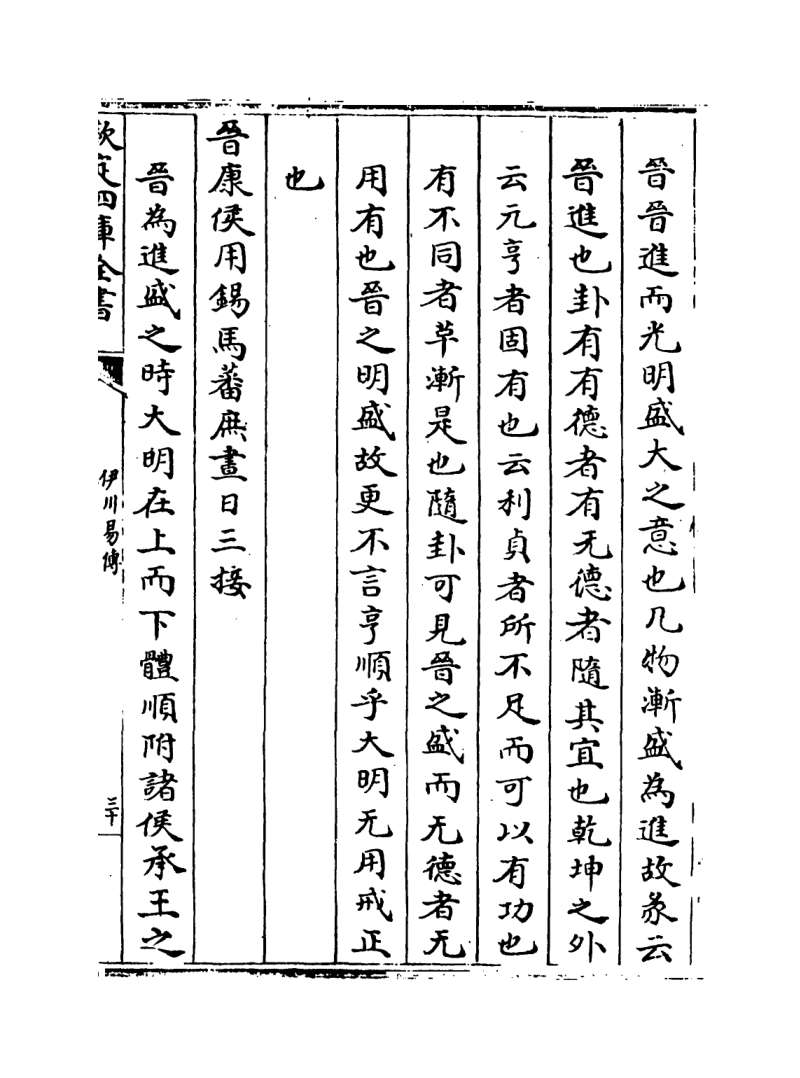 晉晉進而光明盛大之意也凡物漸盛為進故彖云
晉進也卦有有德者有无德者隨其宜也乾坤之外
云元亨者固有也云利貞者所不足而可以有功也
有不同者革漸是也隨卦可見晉之盛而无德者无
用有也晉之明盛故更不言亨順乎大明无用戒正
也
晉康侯用錫馬蕃庶晝日三接
晉為進盛之時大明在上而下體順附諸侯承王之
欽定四庫全書
伊川易傳
三十